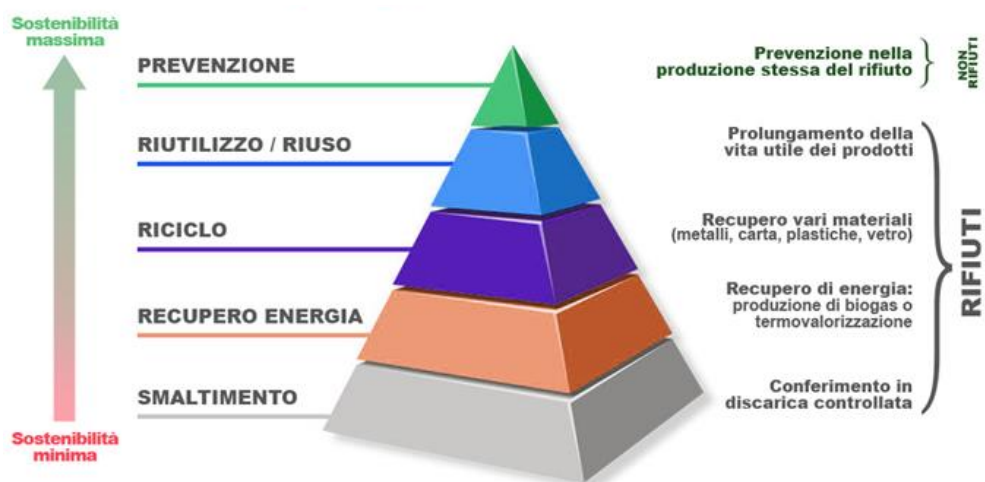 Sostenibilità
massima
PREVENZIONE
Prevenzione nella
produzione stessa del rifiuto
NON
RIFIUTI
RIUTILIZZO / RIUSO
Prolungamento della
vita utile dei prodotti
RICICLO
Recupero vari materiali
(metalli, carta, plastiche, vetro)
RIFIUTI
RECUPERO ENERGIA
Recupero di energia:
produzione di biogas o
termovalorizzazione
SMALTIMENTO
Conferimento in
discarica controllata
Sostenibilità
minima